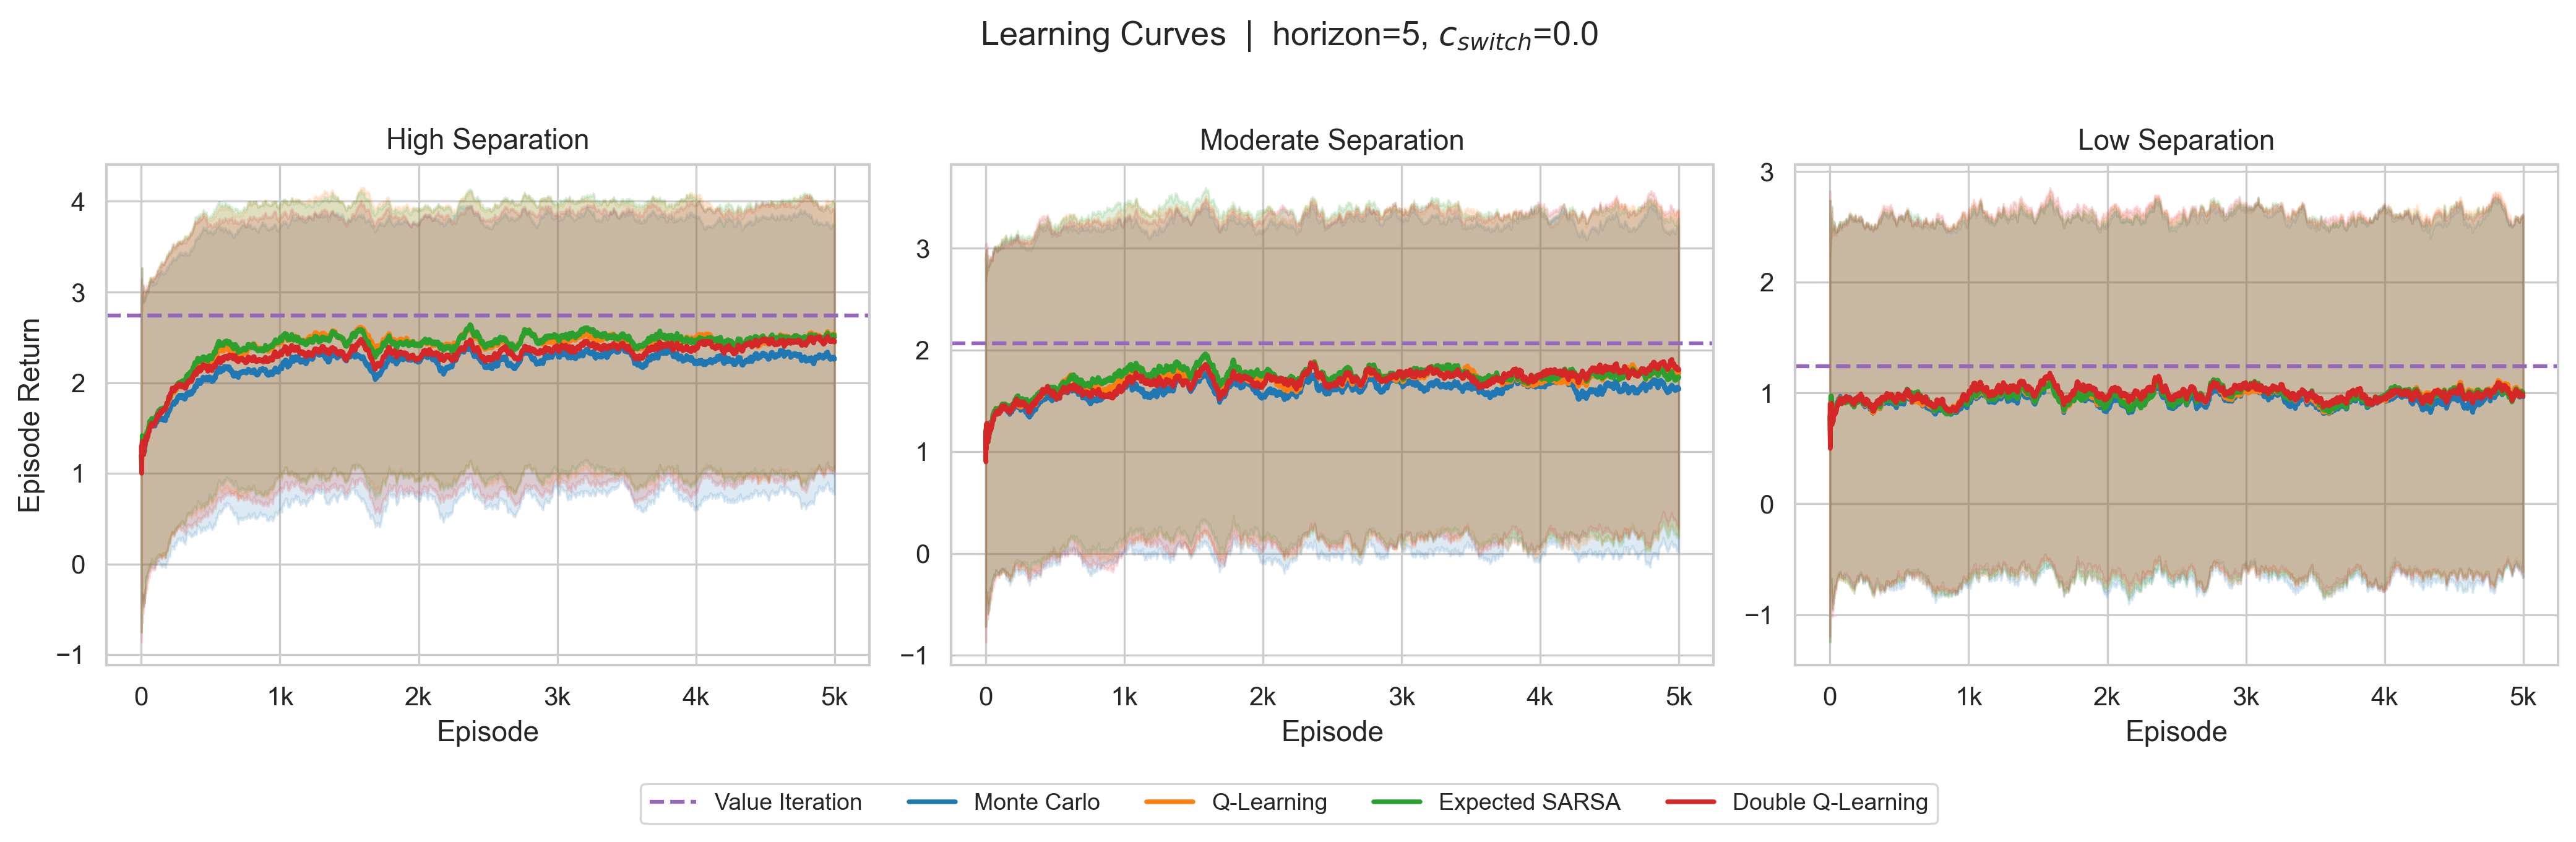 Learning Curves | horizon=5, c_switch=0.0
High Separation
Moderate Separation
Low Separation
Episode Return
4
3
2
1
0
−1
3
2
1
0
−1
3
2
1
0
−1
0 1k 2k 3k 4k 5k
0 1k 2k 3k 4k 5k
0 1k 2k 3k 4k 5k
Episode
Episode
Episode
Value Iteration Monte Carlo Q-Learning Expected SARSA Double Q-Learning